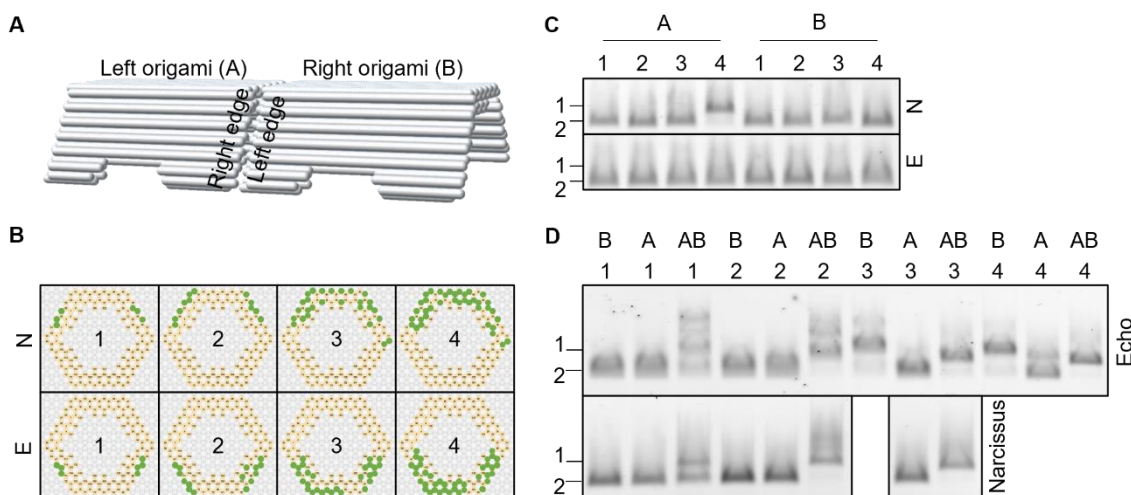 A
Left origami (A) Right origami (B)
Right edge
Left edge
B
N
1 2 3 4
E
1 2 3 4
C
A B
1 2 3 4 1 2 3 4
1
2
N
1
2
E
D
B A AB B A AB B A AB B A AB
1 1 1 2 2 2 3 3 3 4 4 4
1
2
Echo
1
2
Narcissus